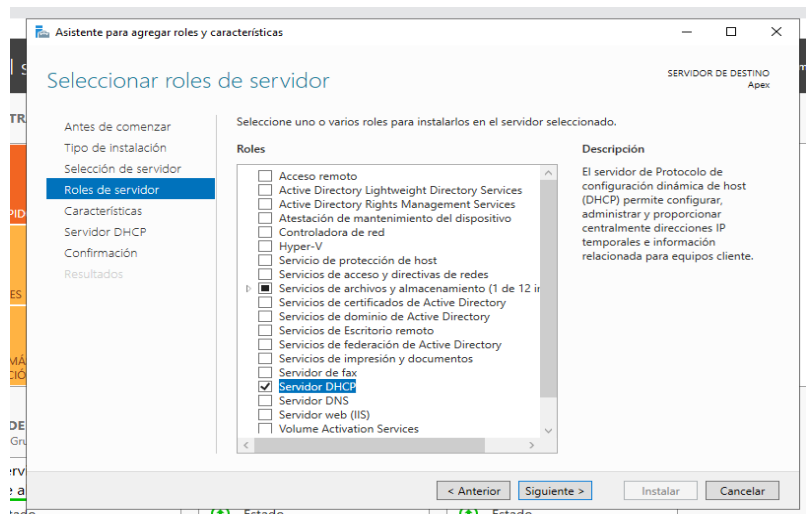 Asistente para agregar roles y características
Seleccionar roles de servidor
SERVIDOR DE DESTINO
Apex
Antes de comenzar
Tipo de instalación
Selección de servidor
Roles de servidor
Características
Servidor DHCP
Confirmación
Resultados
Seleccione uno o varios roles para instalarlos en el servidor seleccionado.
Roles
Acceso remoto
Active Directory Lightweight Directory Services
Active Directory Rights Management Services
Atestación de mantenimiento del dispositivo
Controladora de red
Hyper-V
Servicio de protección de host
Servicios de acceso y directivas de redes
Servicios de archivos y almacenamiento (1 de 12 in
Servicios de certificados de Active Directory
Servicios de dominio de Active Directory
Servicios de Escritorio remoto
Servicios de federación de Active Directory
Servicios de impresión y documentos
Servidor de fax
Servidor DHCP
Servidor DNS
Servidor web (IIS)
Volume Activation Services
Descripción
El servidor de Protocolo de
configuración dinámica de host
(DHCP) permite configurar,
administrar y proporcionar
centralmente direcciones IP
temporales e información
relacionada para equipos cliente.
< Anterior
Siguiente >
Instalar
Cancelar
Estado
Estado